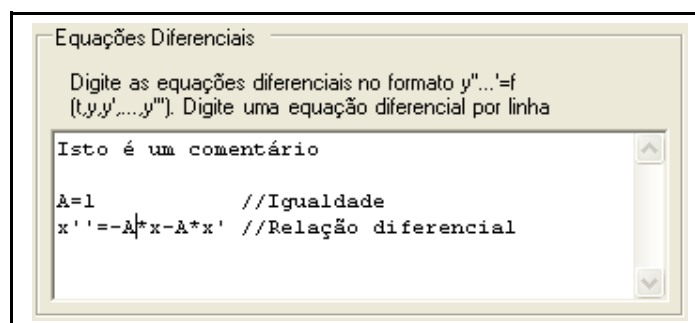 Equações Diferenciais
Digite as equações diferenciais no formato y''...'=f
(t,y,y',...,y'''). Digite uma equação diferencial por linha
Isto é um comentário
A=1 //Igualdade
x''=-A*x-A*x' //Relação diferencial